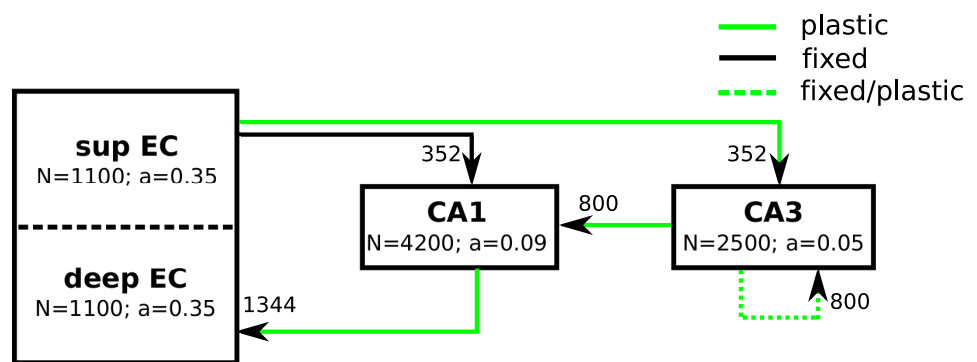 plastic
fixed
fixed/plastic
sup EC
N=1100; a=0.35
deep EC
N=1100; a=0.35
352
352
CA1
N=4200; a=0.09
800
CA3
N=2500; a=0.05
1344
800